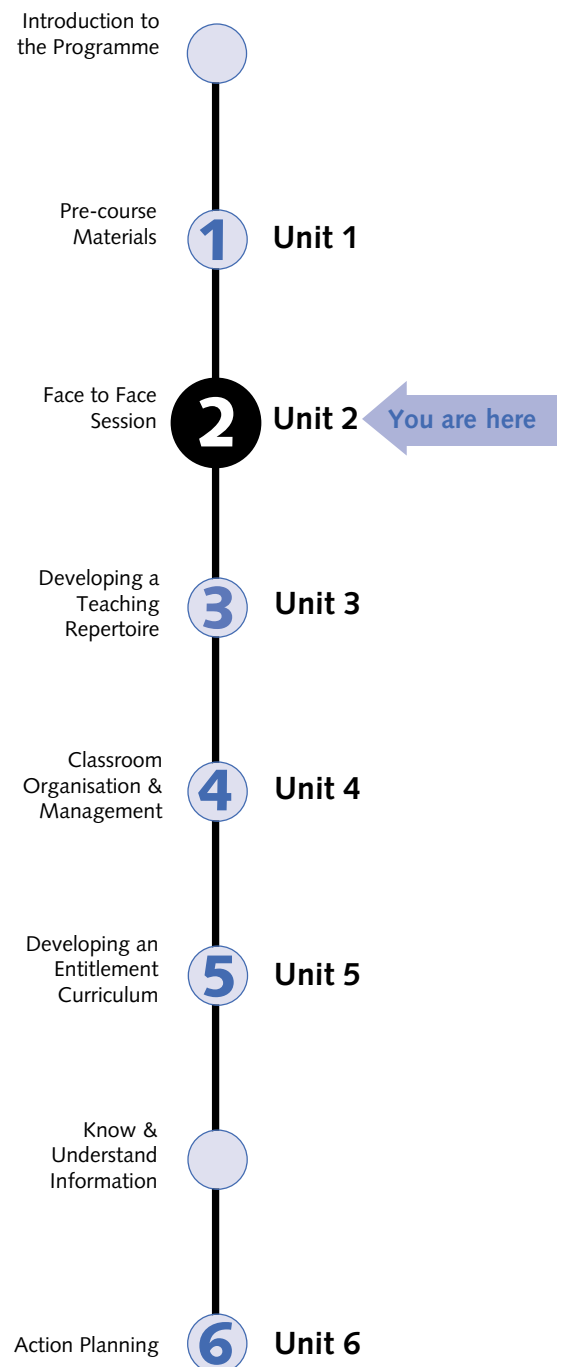 Introduction to
the Programme
Pre-course
Materials
1
Unit 1
Face to Face
Session
2
Unit 2
You are here
Developing a
Teaching
Repertoire
3
Unit 3
Classroom
Organisation &
Management
4
Unit 4
Developing an
Entitlement
Curriculum
5
Unit 5
Know &
Understand
Information
Action Planning
6
Unit 6